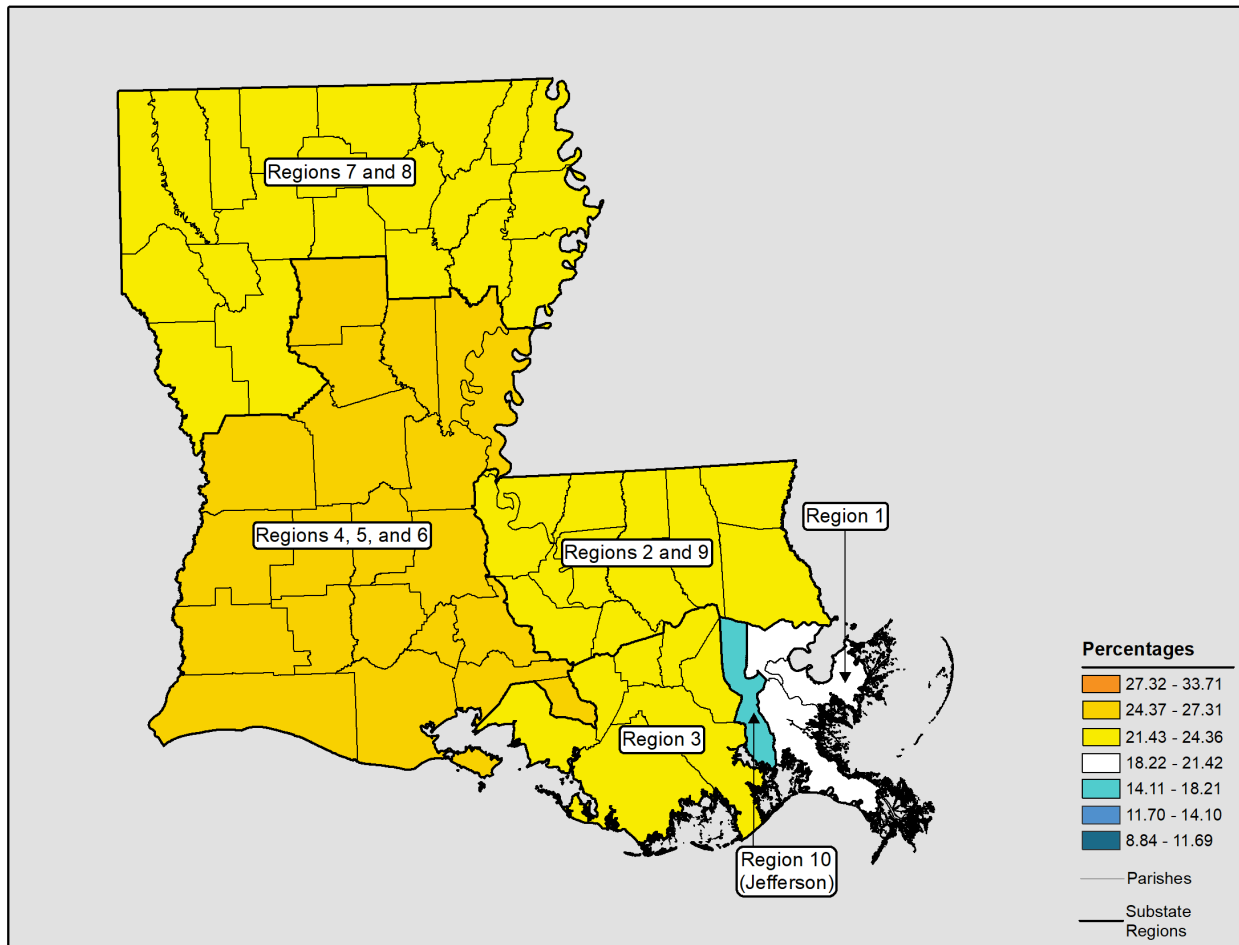 Regions 7 and 8
Region 1
Regions 4, 5, and 6
Regions 2 and 9
Region 3
Region 10
(Jefferson)
Percentages
27.32 - 33.71
24.37 - 27.31
21.43 - 24.36
18.22 - 21.42
14.11 - 18.21
11.70 - 14.10
8.84 - 11.69
Parishes
Substate
Regions